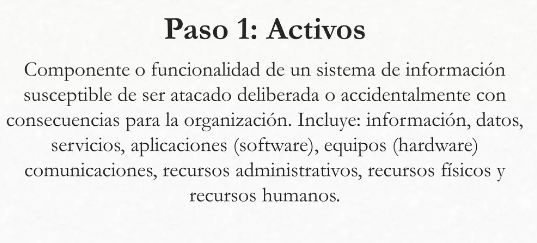 Paso 1: Activos
Componente o funcionalidad de un sistema de información
susceptible de ser atacado deliberada o accidentalmente con
consecuencias para la organización. Incluye: información, datos,
servicios, aplicaciones (software), equipos (hardware)
comunicaciones, recursos administrativos, recursos físicos y
recursos humanos.